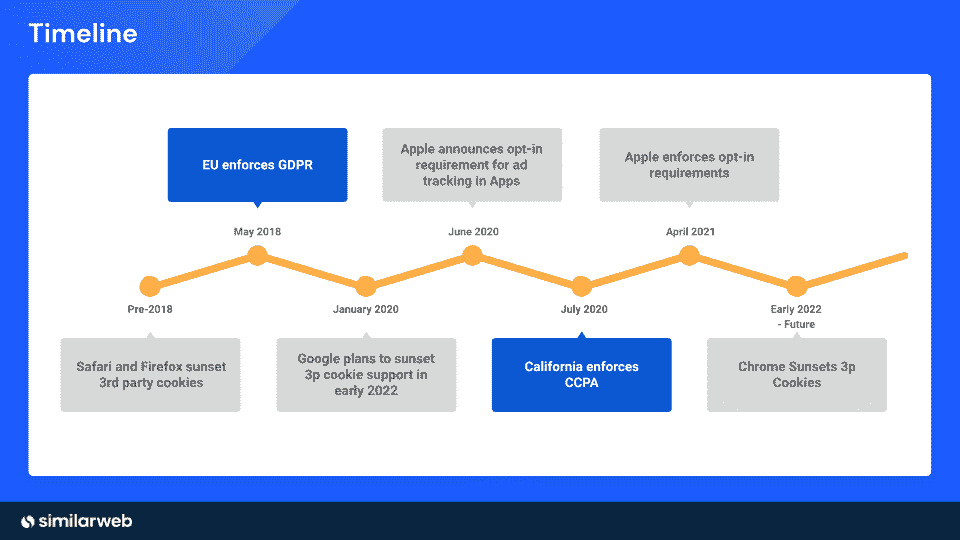 Timeline
EU enforces GDPR
Apple announces opt-in
requirement for ad
tracking in Apps
Apple enforces opt-in
requirements
May 2018
June 2020
April 2021
Pre-2018
January 2020
July 2020
Early 2022
- Future
Safari and Firefox sunset
3rd party cookies
Google plans to sunset
3p cookie support in
early 2022
California enforces
CCPA
Chrome Sunsets 3p
Cookies
similarweb